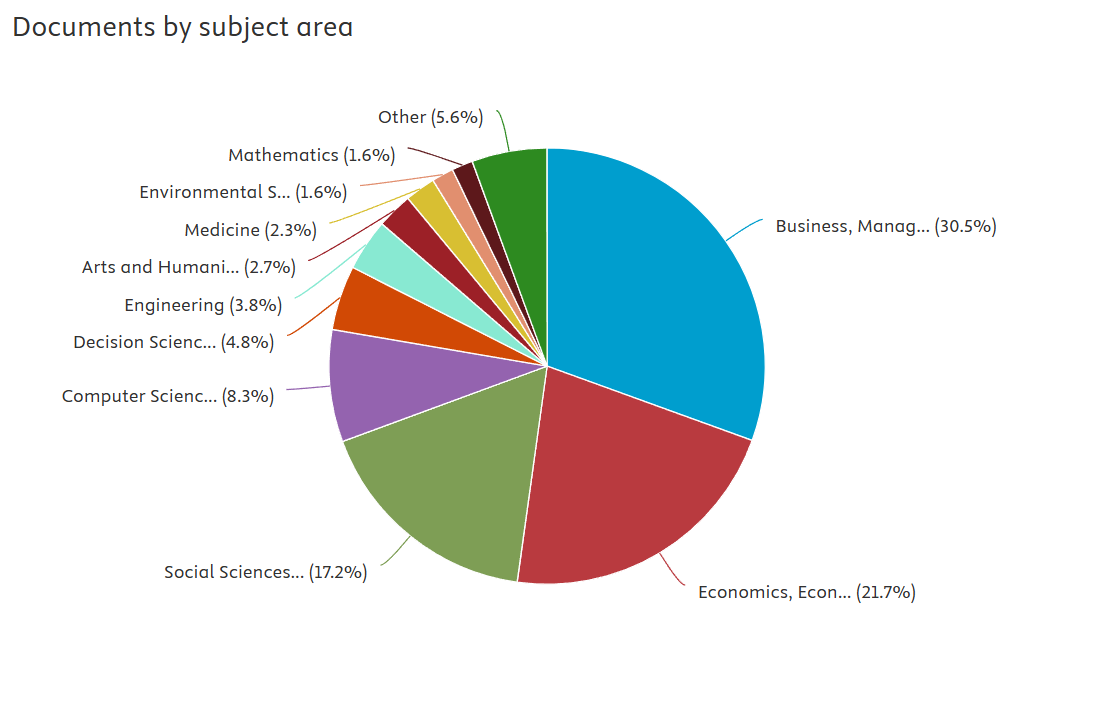 Documents by subject area
Other (5.6%)
Mathematics (1.6%)
Environmental S... (1.6%)
Medicine (2.3%)
Arts and Humani... (2.7%)
Engineering (3.8%)
Decision Scienc... (4.8%)
Computer Scienc... (8.3%)
Social Sciences... (17.2%)
Business, Manag... (30.5%)
Economics, Econ... (21.7%)